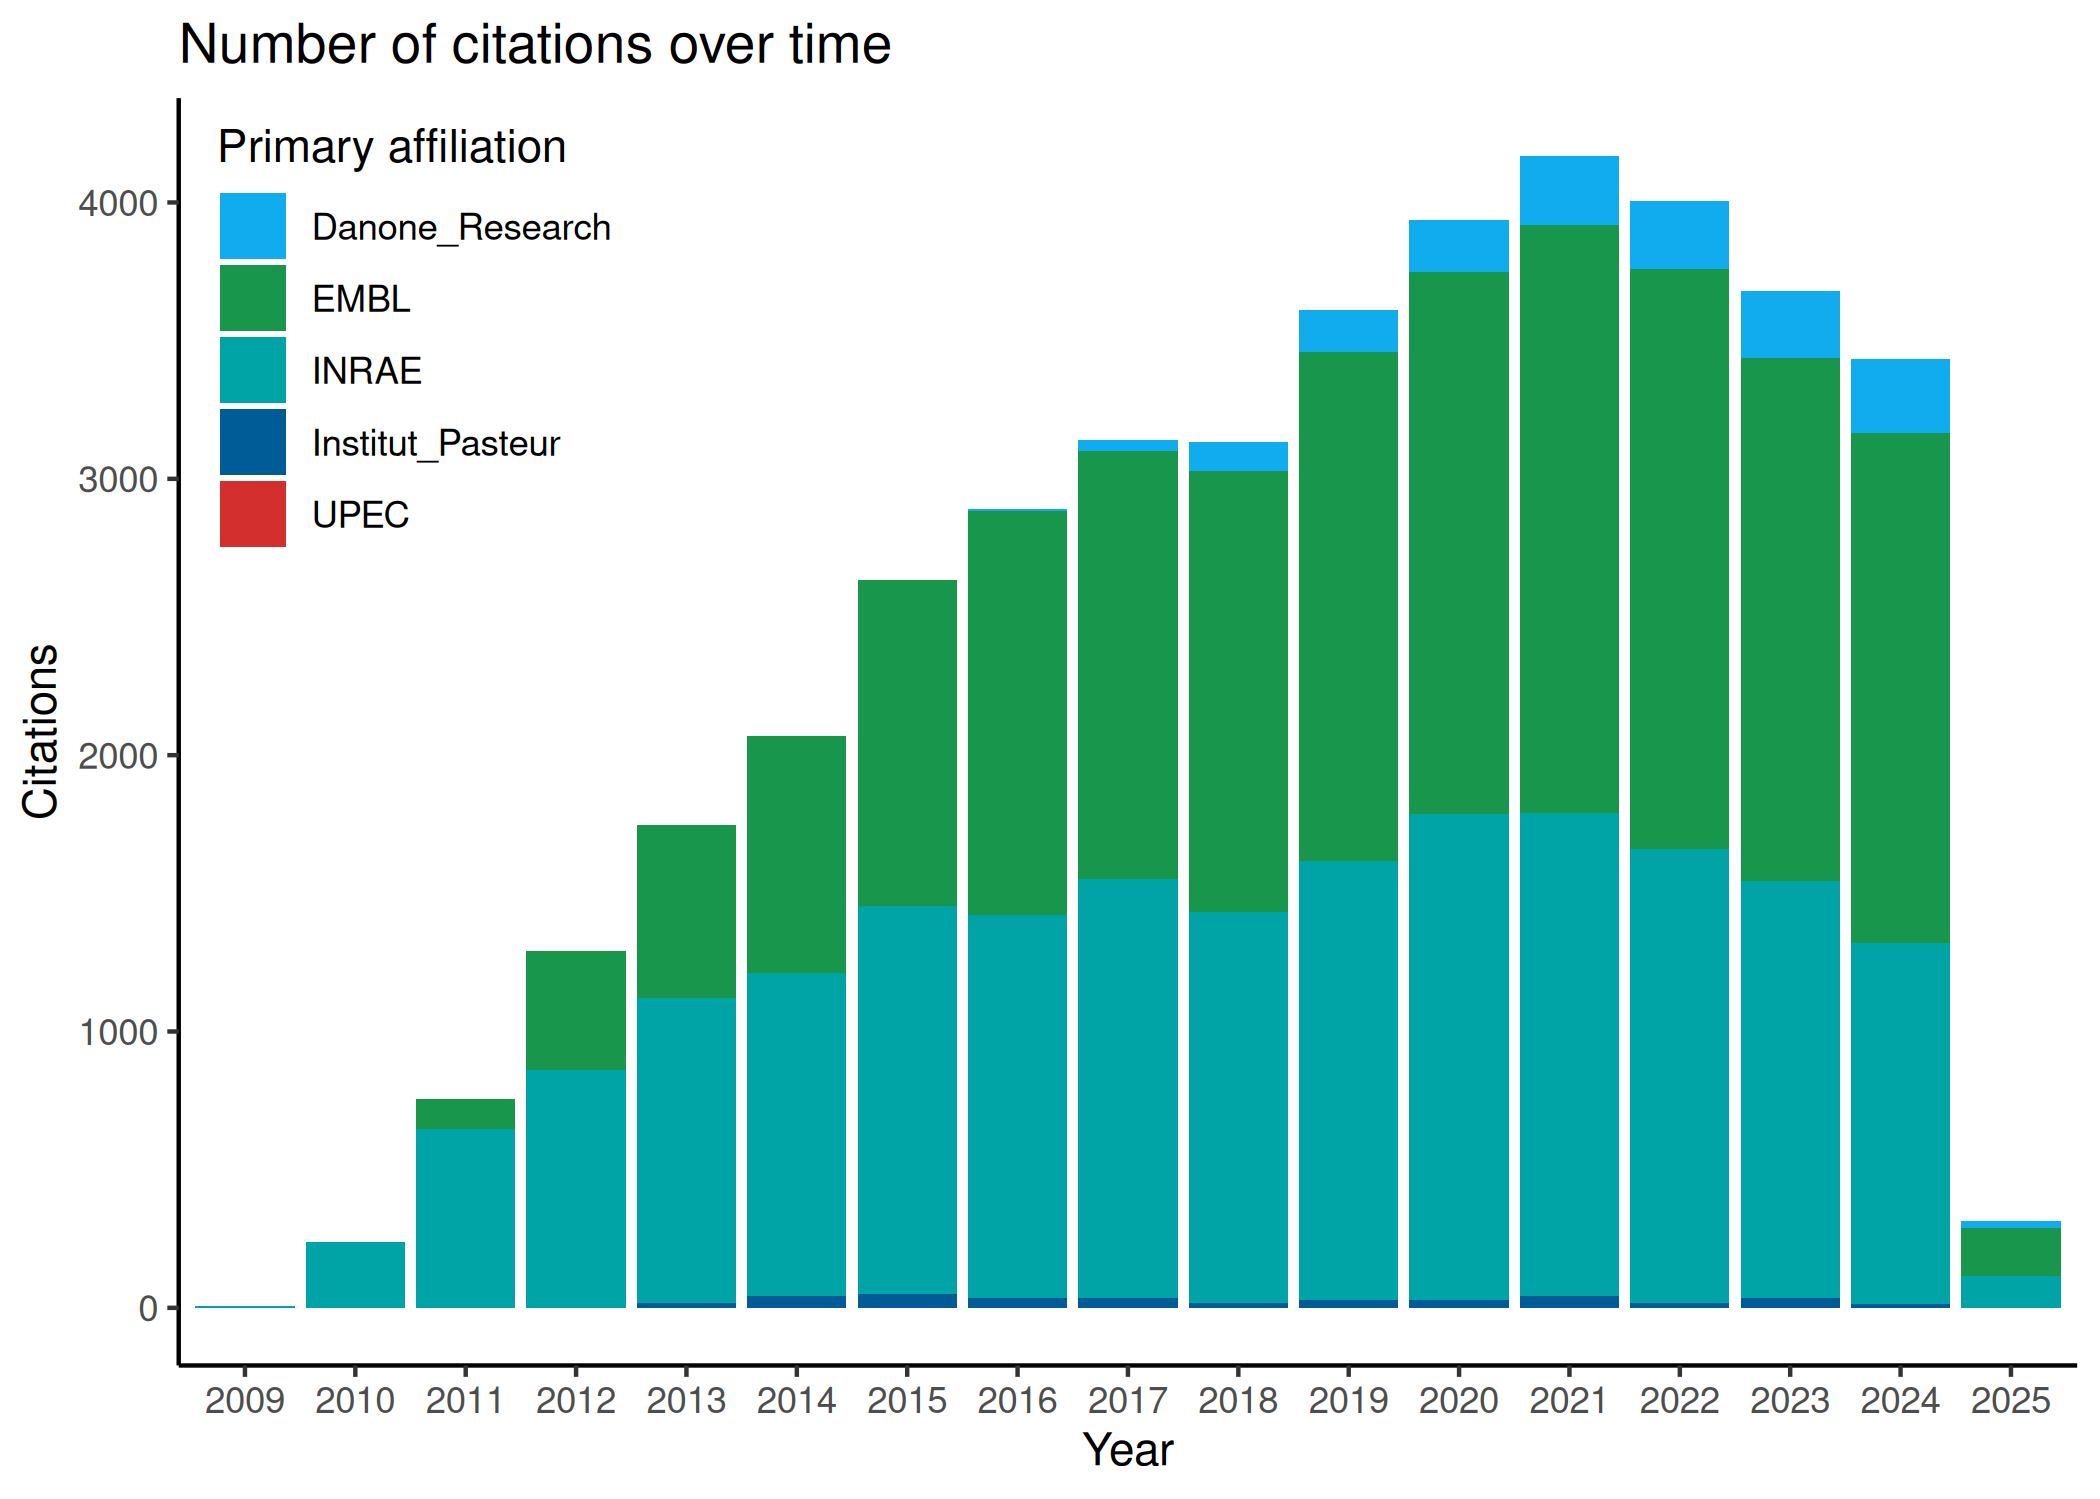 Number of citations over time
Primary affiliation
Danone_Research
EMBL
INRAE
Institut_Pasteur
UPEC
Citations
4000
3000
2000
1000
0
2009 2010 2011 2012 2013 2014 2015 2016 2017 2018 2019 2020 2021 2022 2023 2024 2025
Year